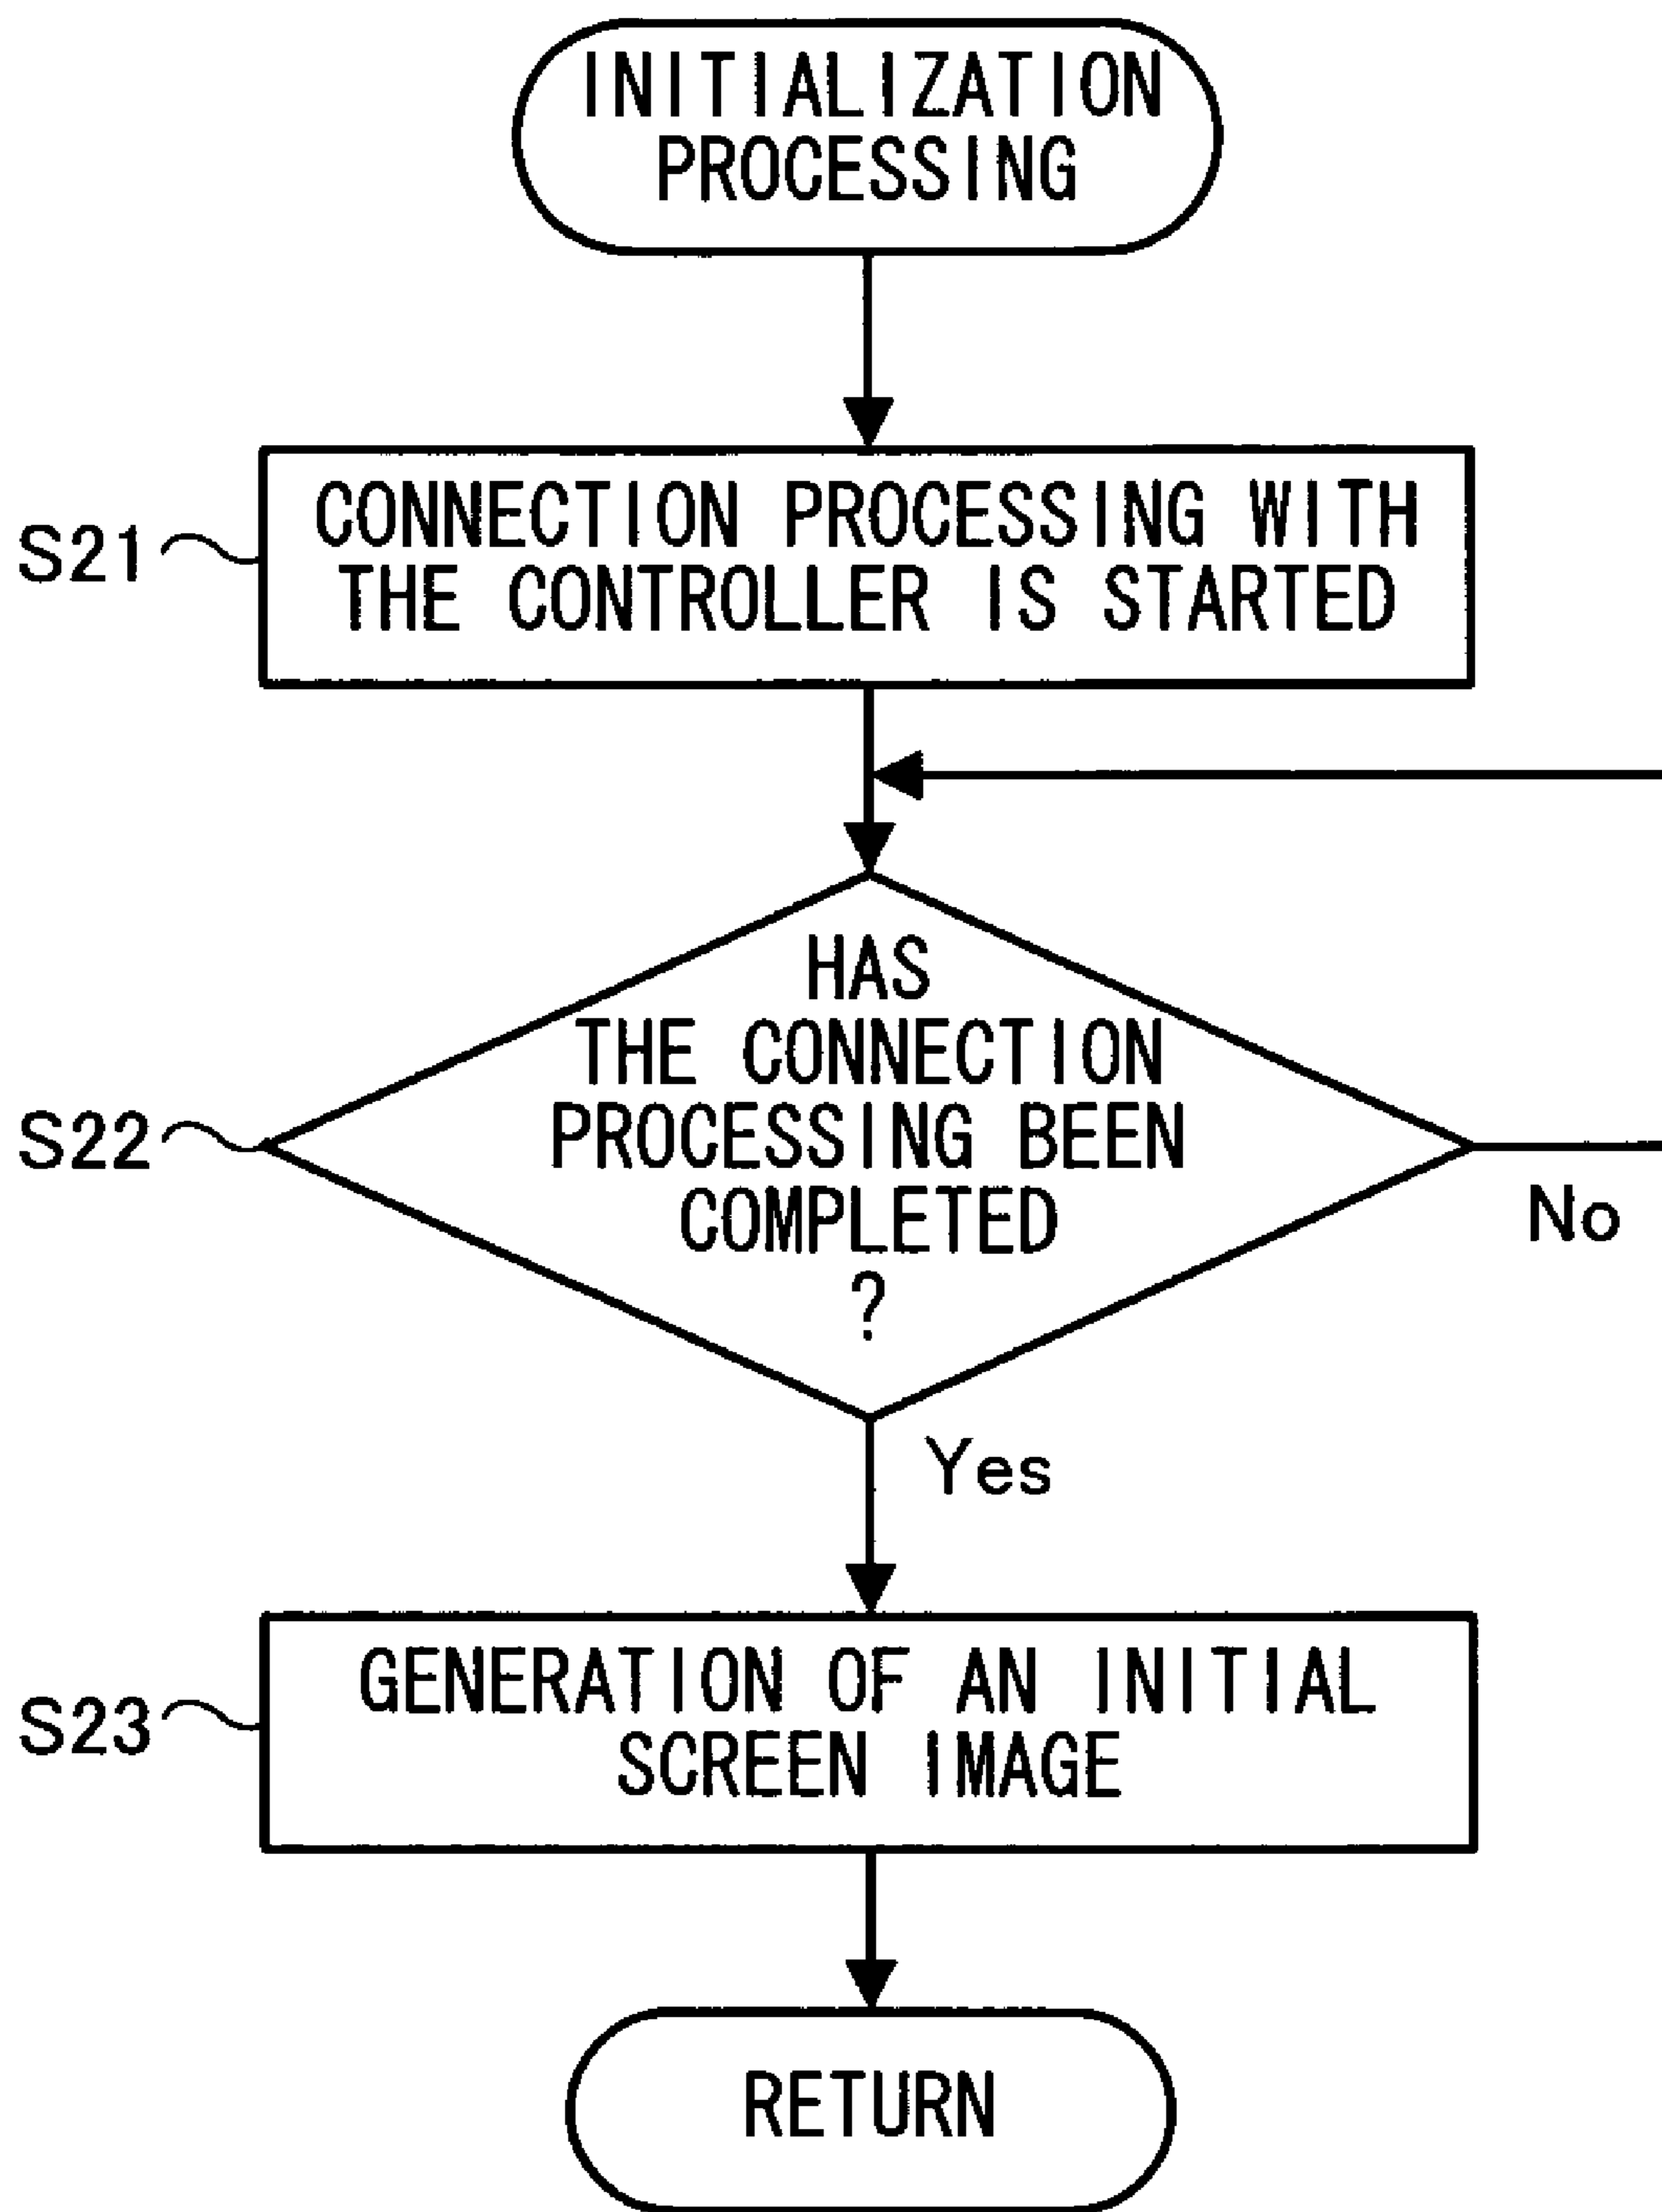 INITIALIZATION
PROCESSING
S21
CONNECTION PROCESSING WITH
THE CONTROLLER IS STARTED
S22
HAS
THE CONNECTION
PROCESSING BEEN
COMPLETED
?
No
Yes
S23
GENERATION OF AN INITIAL
SCREEN IMAGE
RETURN